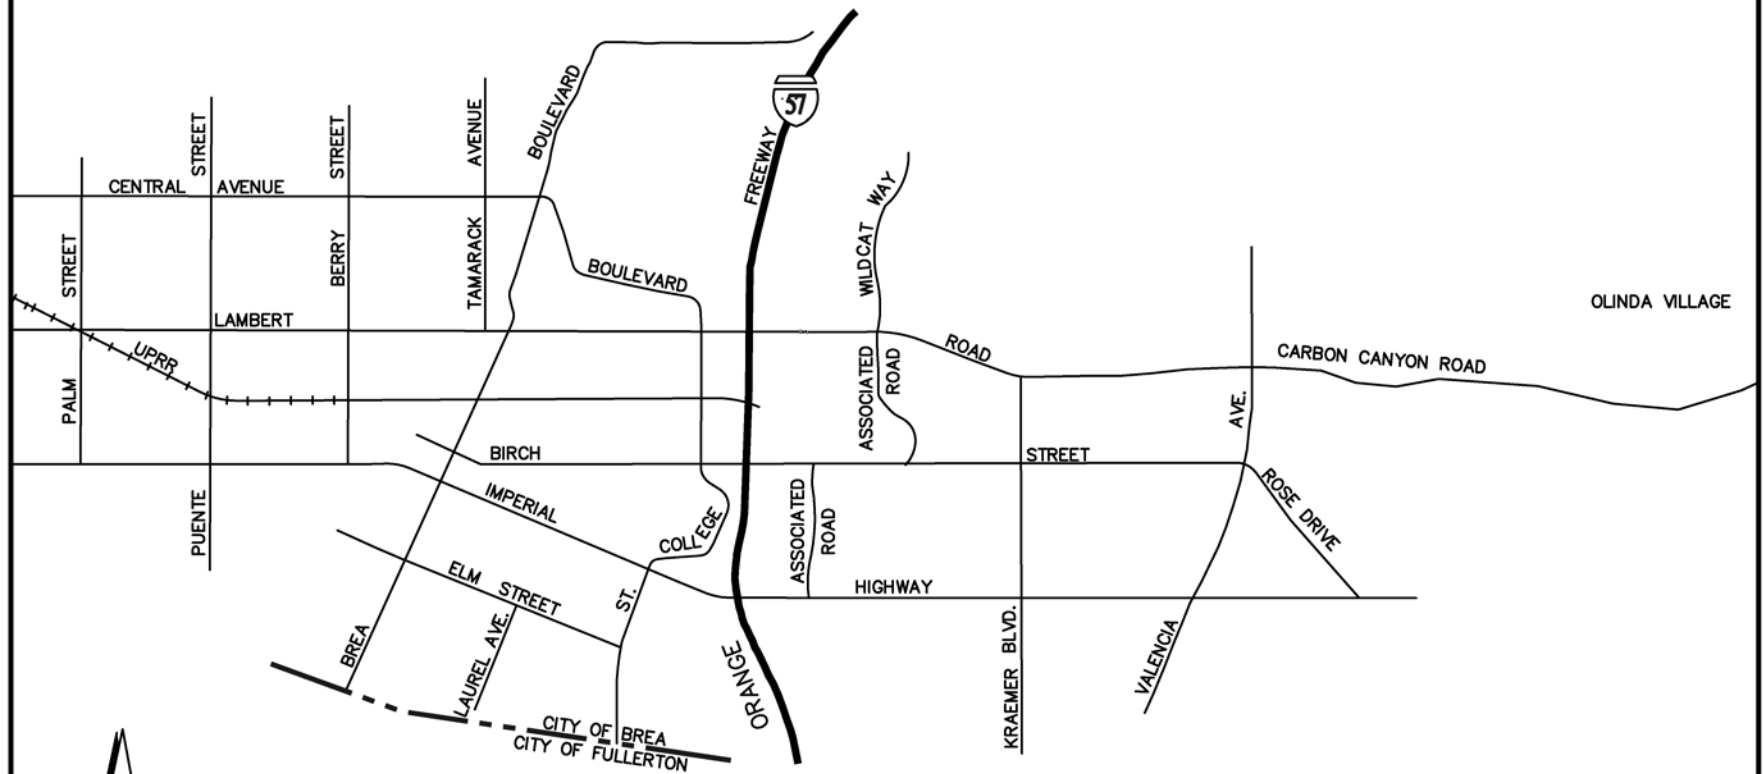 57
BOULEVARD
FREEWAY
STREET
STREET
AVENUE
WAY
CENTRAL AVENUE
STREET
BERRY
TAMARACK
BOULEVARD
WILDCAT
OLINDA VILLAGE
LAMBERT
ROAD
CARBON CANYON ROAD
UPRR
PALM
ASSOCIATED
ROAD
AVE.
BIRCH
STREET
PUENTE
IMPERIAL
COLLEGE
ASSOCIATED
ROAD
ROSE DRIVE
ELM STREET
ST.
HIGHWAY
BREA
LAUREL AVE.
ORANGE
KRAEMER BLVD.
VALENCIA
CITY OF BREA
CITY OF FULLERTON